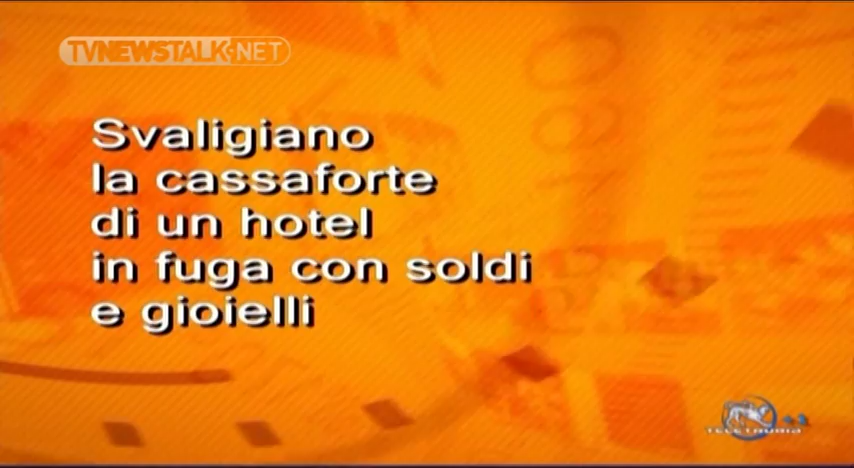 TVNEWSTALK.NET
Svaligiano
la cassaforte
di un hotel
in fuga con soldi
e gioielli